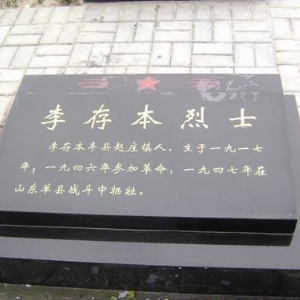 李存本烈士
李存本单县赵庄镇人，生于一九一七
年；一九四六年参加革命，一九四七年在
山东单县战斗中牺牲。